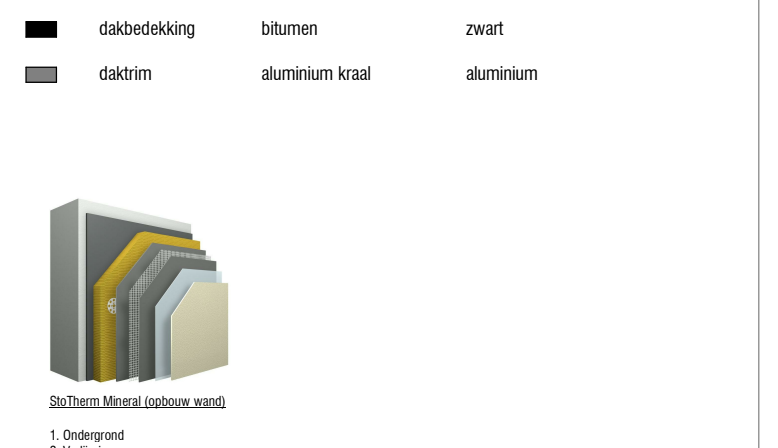 dakbedekking bitumen zwart
daktrim aluminium kraal aluminium
StoTherm Mineral (opbouw wand)
1. Ondergrond